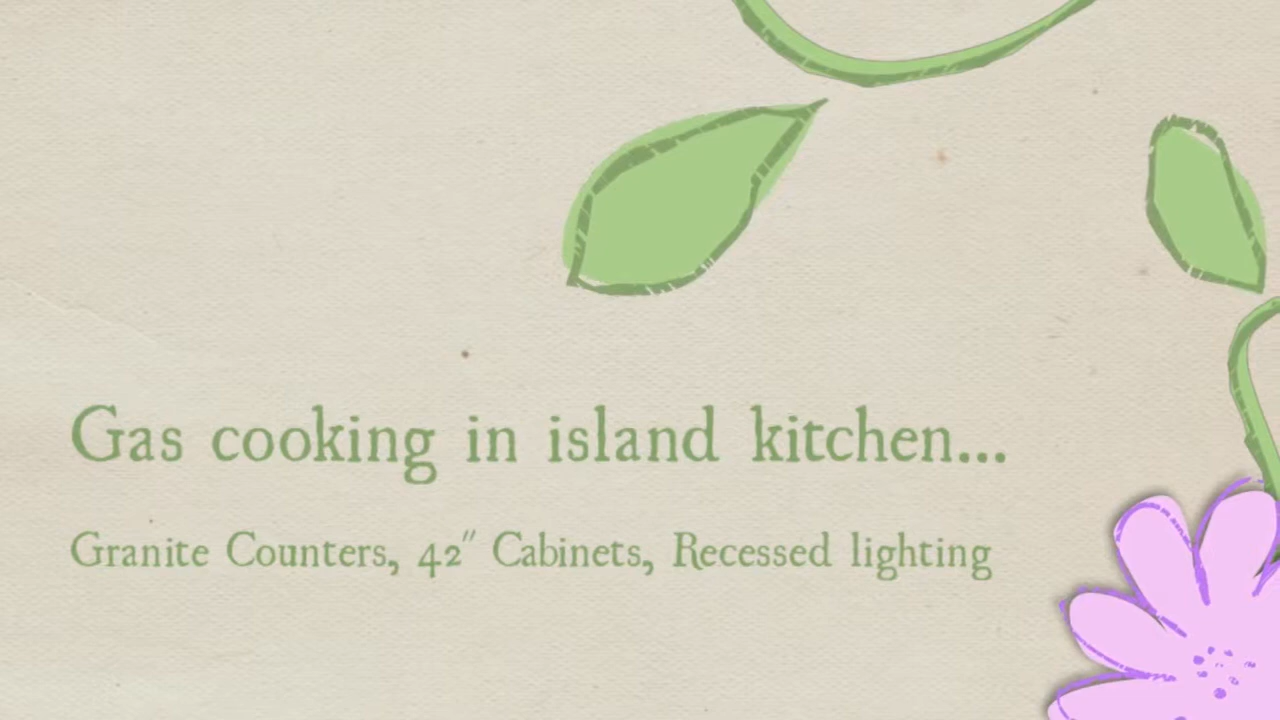 Gas cooking in island kitchen...
Granite Counters, 42" Cabinets, Recessed lighting